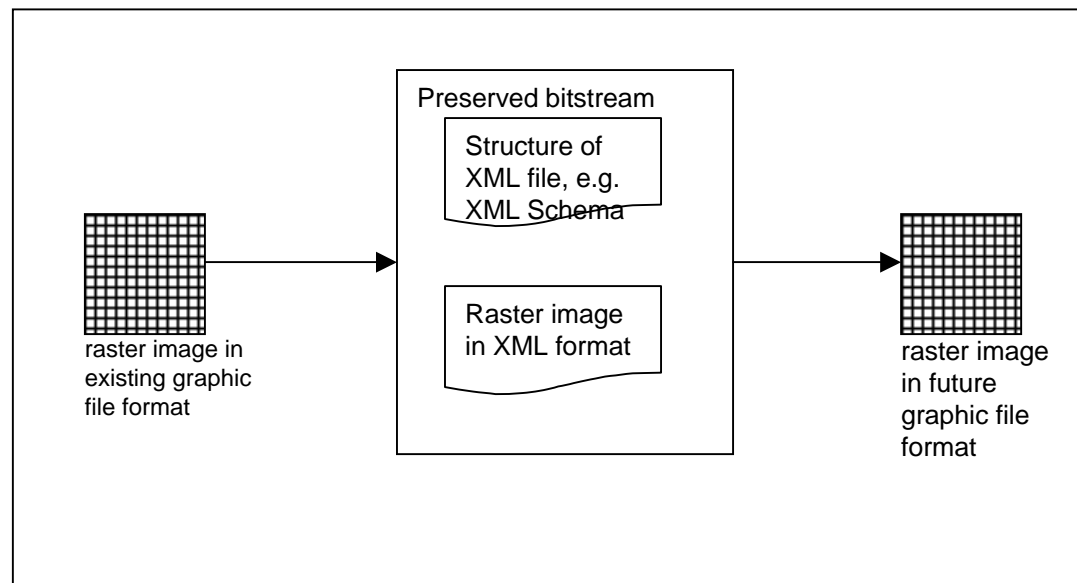 Preserved bitstream
Structure of
XML file, e.g.
XML Schema
Raster image
in XML format
raster image in
existing graphic
file format
raster image
in future
graphic file
format